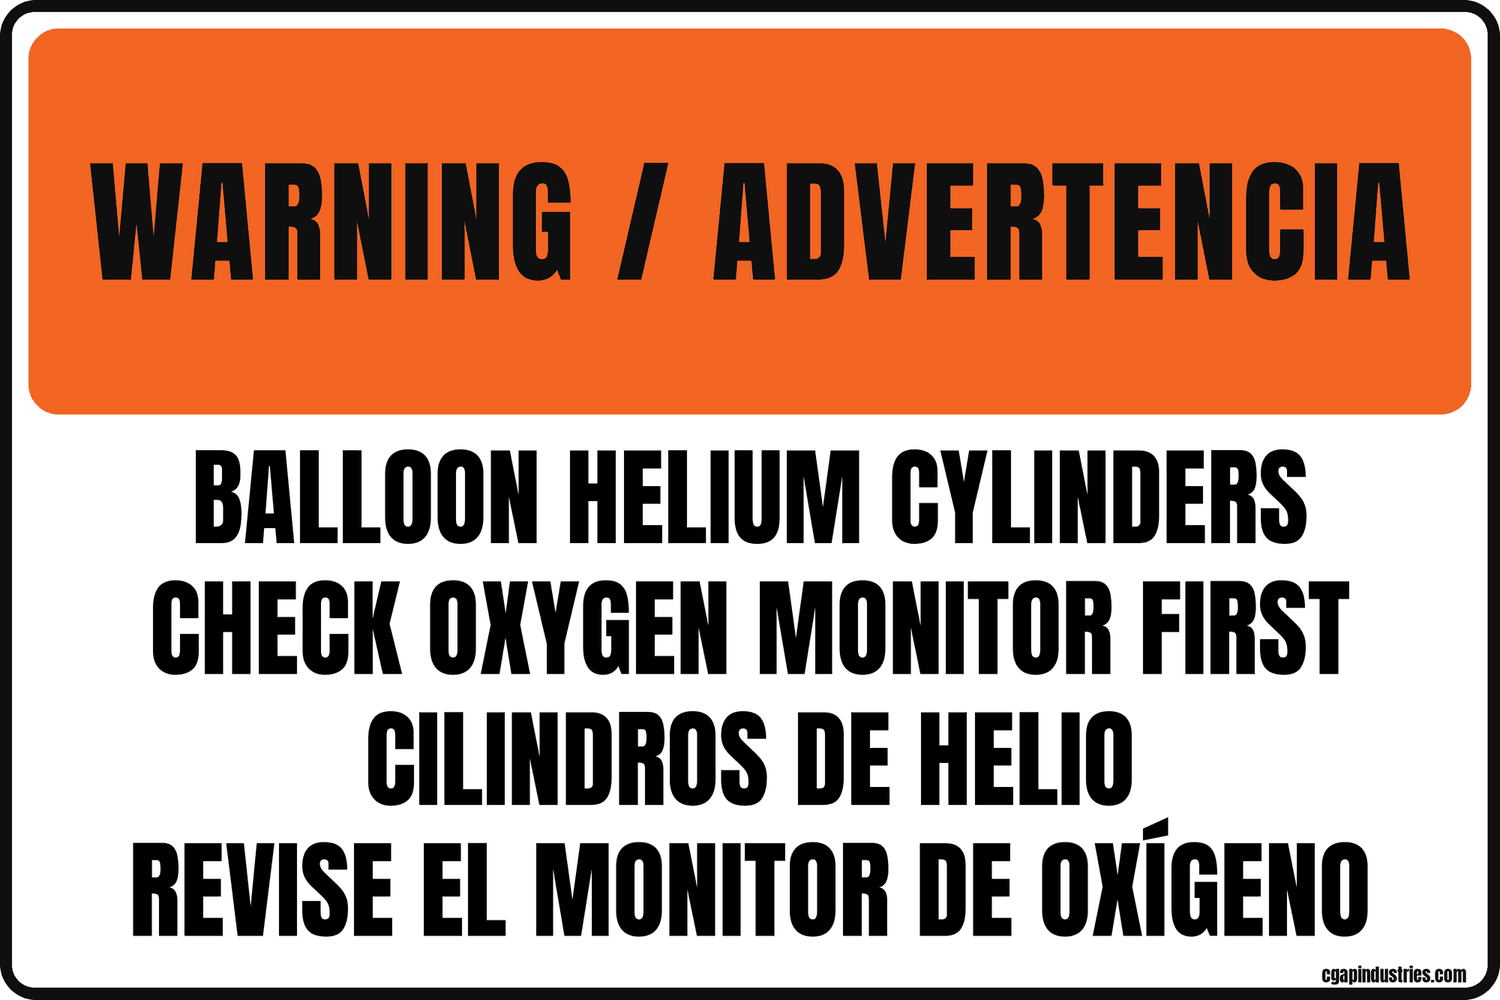 WARNING / ADVERTENCIA
BALLOON HELIUM CYLINDERS
CHECK OXYGEN MONITOR FIRST
CILINDROS DE HELIO
REVISE EL MONITOR DE OXÍGENO
cgapindustries.com